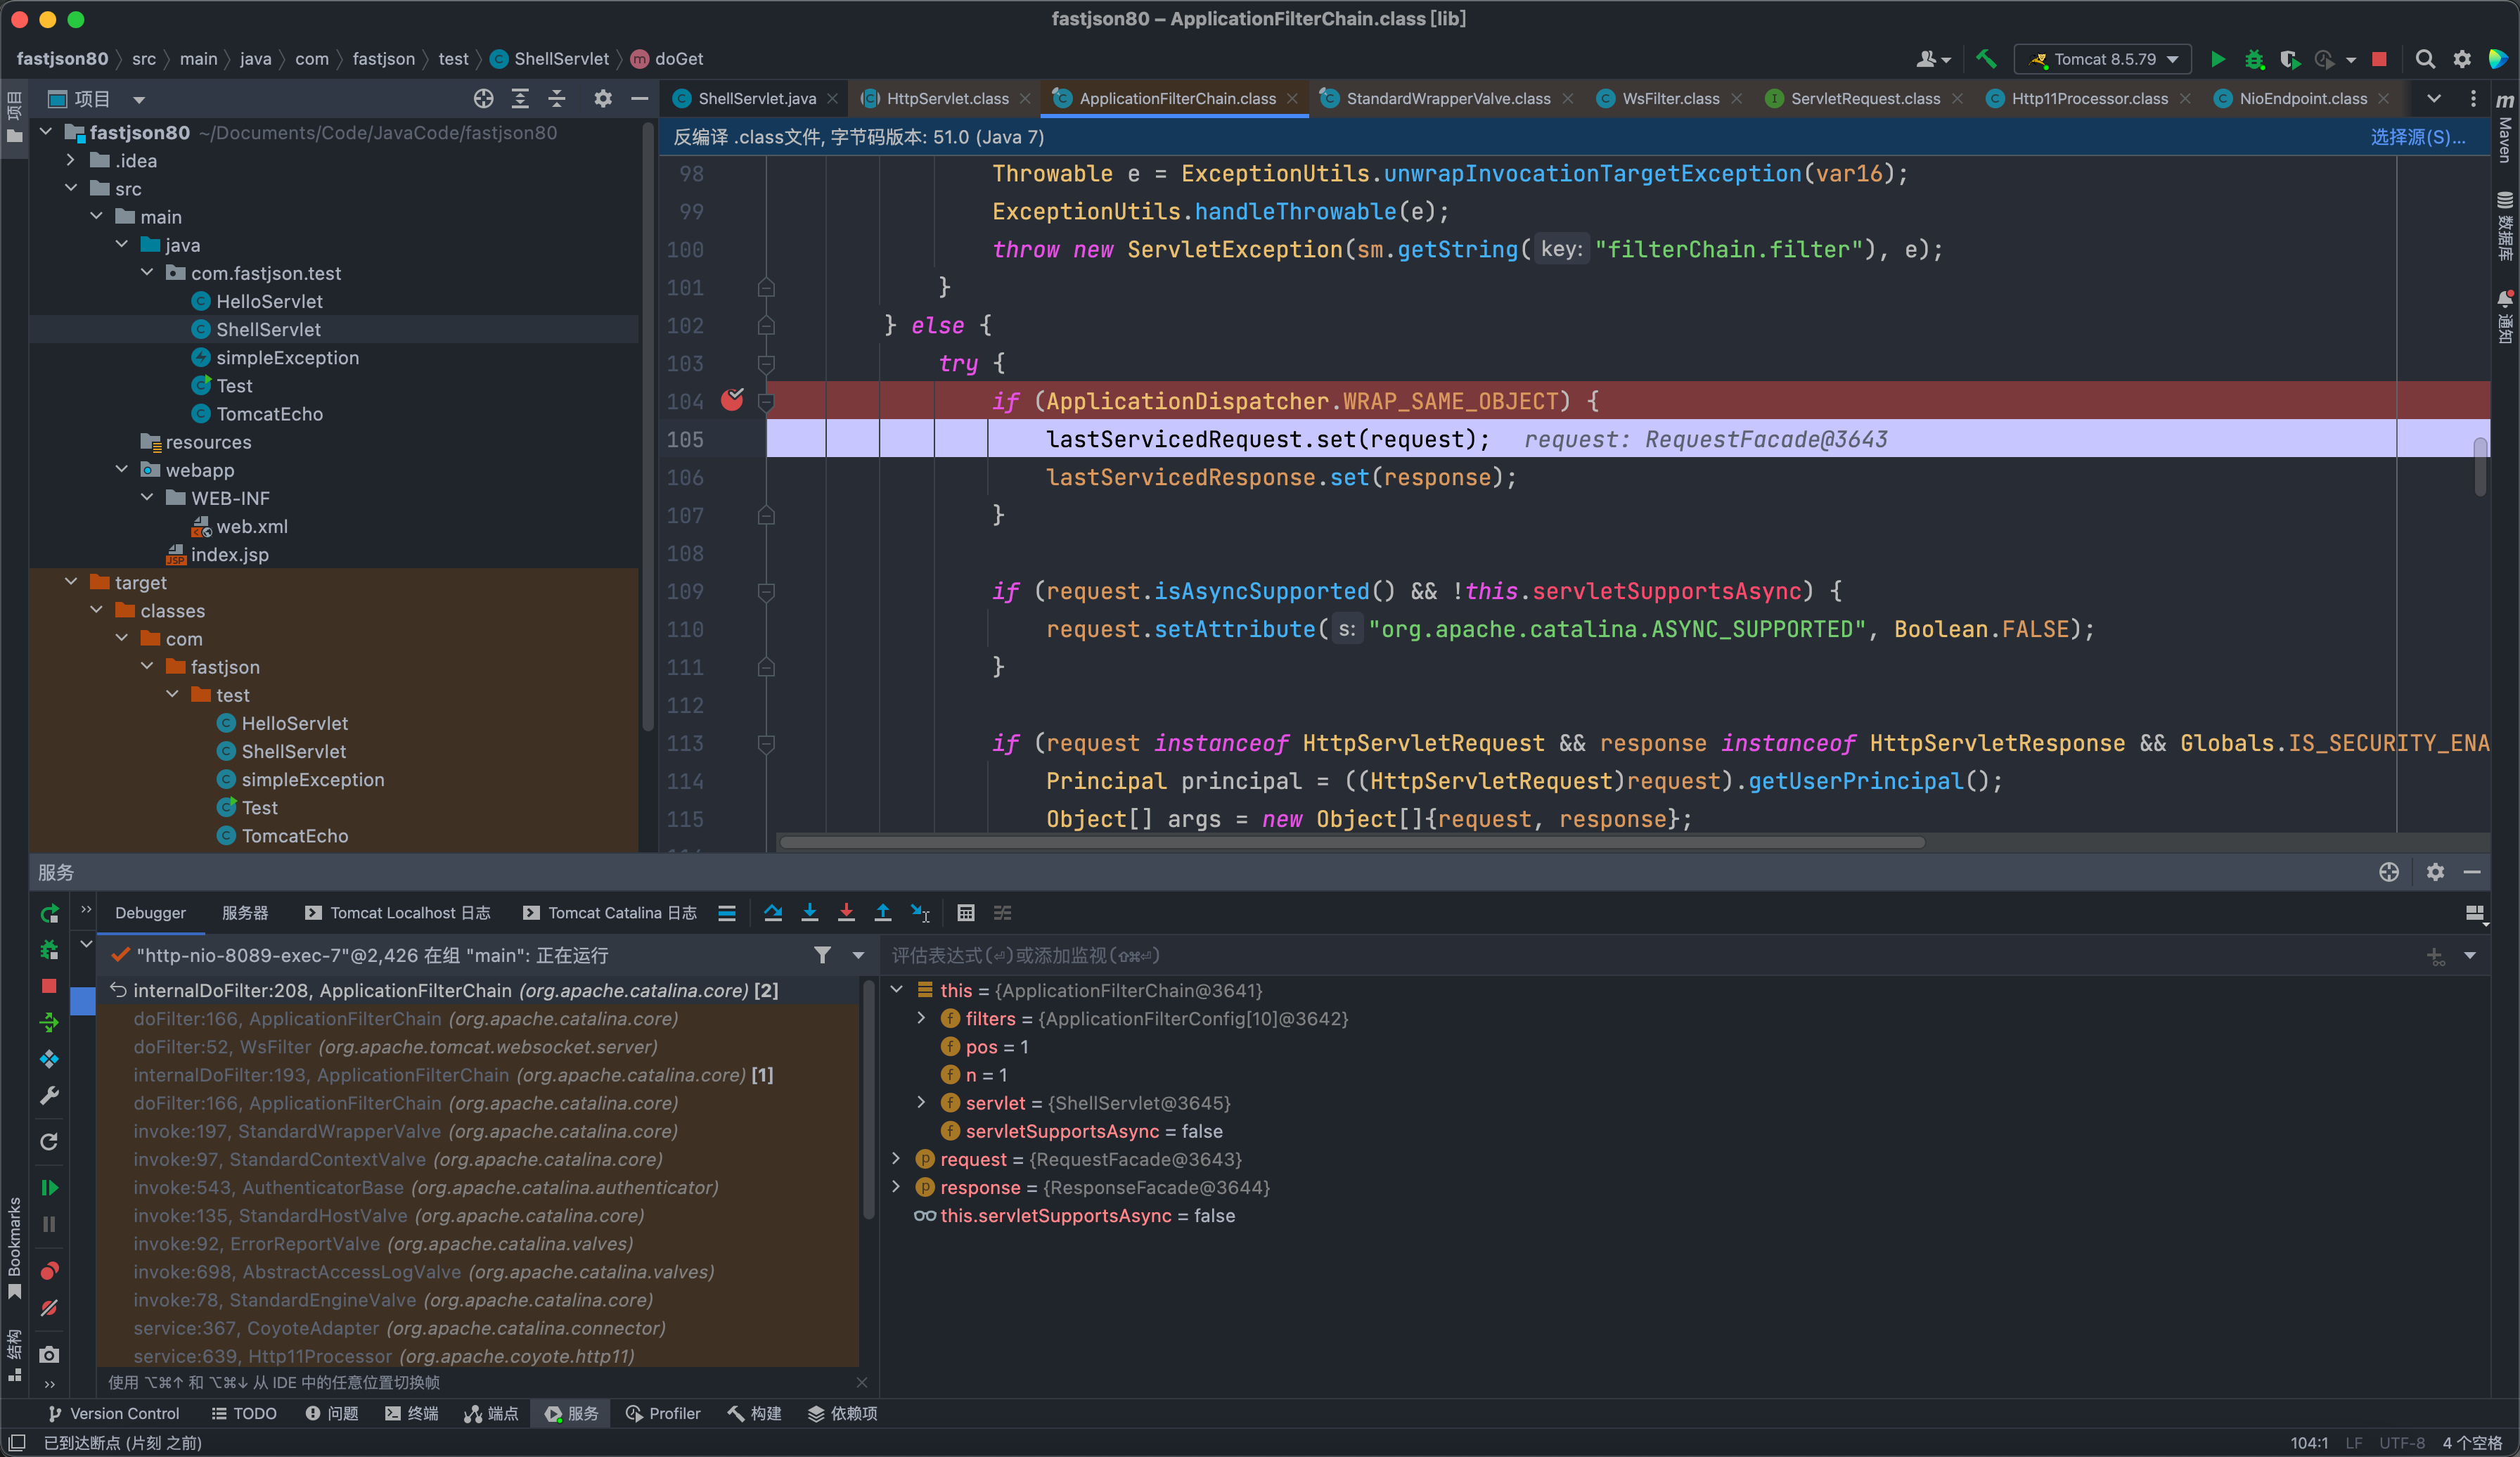 fastjson80 – ApplicationFilterChain.class [lib]
fastjson80 〉 src 〉 main 〉 java 〉 com 〉 fastjson 〉 test 〉 ShellServlet 〉 doGet
Tomcat 8.5.79
项目
项目
ShellServlet.java
HttpServlet.class
ApplicationFilterChain.class
StandardWrapperValve.class
WsFilter.class
ServletRequest.class
Http11Processor.class
NioEndpoint.class
Maven
数据库
通知
反编译 .class文件, 字节码版本: 51.0 (Java 7)
选择源(S)...
fastjson80 ~/Documents/Code/JavaCode/fastjson80
.idea
src
main
java
com.fastjson.test
HelloServlet
ShellServlet
simpleException
Test
TomcatEcho
resources
webapp
WEB-INF
web.xml
index.jsp
target
classes
com
fastjson
test
HelloServlet
ShellServlet
simpleException
Test
TomcatEcho
98 Throwable e = ExceptionUtils.unwrapInvocationTargetException(var16);
99 ExceptionUtils.handleThrowable(e);
100 throw new ServletException(sm.getString( key: "filterChain.filter"), e);
101 }
102 } else {
103 try {
104 if (ApplicationDispatcher.WRAP_SAME_OBJECT) {
105 lastServicedRequest.set(request); request: RequestFacade@3643
106 lastServicedResponse.set(response);
107 }
108
109 if (request.isAsyncSupported() && !this.servletSupportsAsync) {
110 request.setAttribute( s: "org.apache.catalina.ASYNC_SUPPORTED", Boolean.FALSE);
111 }
112
113 if (request instanceof HttpServletRequest && response instanceof HttpServletResponse && Globals.IS_SECURITY_ENA
114 Principal principal = ((HttpServletRequest)request).getUserPrincipal();
115 Object[] args = new Object[]{request, response};
服务
Debugger
服务器
Tomcat Localhost 日志
Tomcat Catalina 日志
"http-nio-8089-exec-7"@2,426 在组 "main": 正在运行
internalDoFilter:208, ApplicationFilterChain (org.apache.catalina.core) [2]
doFilter:166, ApplicationFilterChain (org.apache.catalina.core)
doFilter:52, WsFilter (org.apache.tomcat.websocket.server)
internalDoFilter:193, ApplicationFilterChain (org.apache.catalina.core) [1]
doFilter:166, ApplicationFilterChain (org.apache.catalina.core)
invoke:197, StandardWrapperValve (org.apache.catalina.core)
invoke:97, StandardContextValve (org.apache.catalina.core)
invoke:543, AuthenticatorBase (org.apache.catalina.authenticator)
invoke:135, StandardHostValve (org.apache.catalina.core)
invoke:92, ErrorReportValve (org.apache.catalina.valves)
invoke:698, AbstractAccessLogValve (org.apache.catalina.valves)
invoke:78, StandardEngineValve (org.apache.catalina.core)
service:367, CoyoteAdapter (org.apache.catalina.connector)
service:639, Http11Processor (org.apache.coyote.http11)
使用 ⌥⌘↑ 和 ⌥⌘↓ 从 IDE 中的任意位置切换帧
评估表达式(⏎)或添加监视(⇧⌘⏎)
this = {ApplicationFilterChain@3641}
filters = {ApplicationFilterConfig[10]@3642}
pos = 1
n = 1
servlet = {ShellServlet@3645}
servletSupportsAsync = false
request = {RequestFacade@3643}
response = {ResponseFacade@3644}
this.servletSupportsAsync = false
Bookmarks
结构
Version Control
TODO
问题
终端
端点
服务
Profiler
构建
依赖项
已到达断点 (片刻 之前)
104:1 LF UTF-8 4 个空格